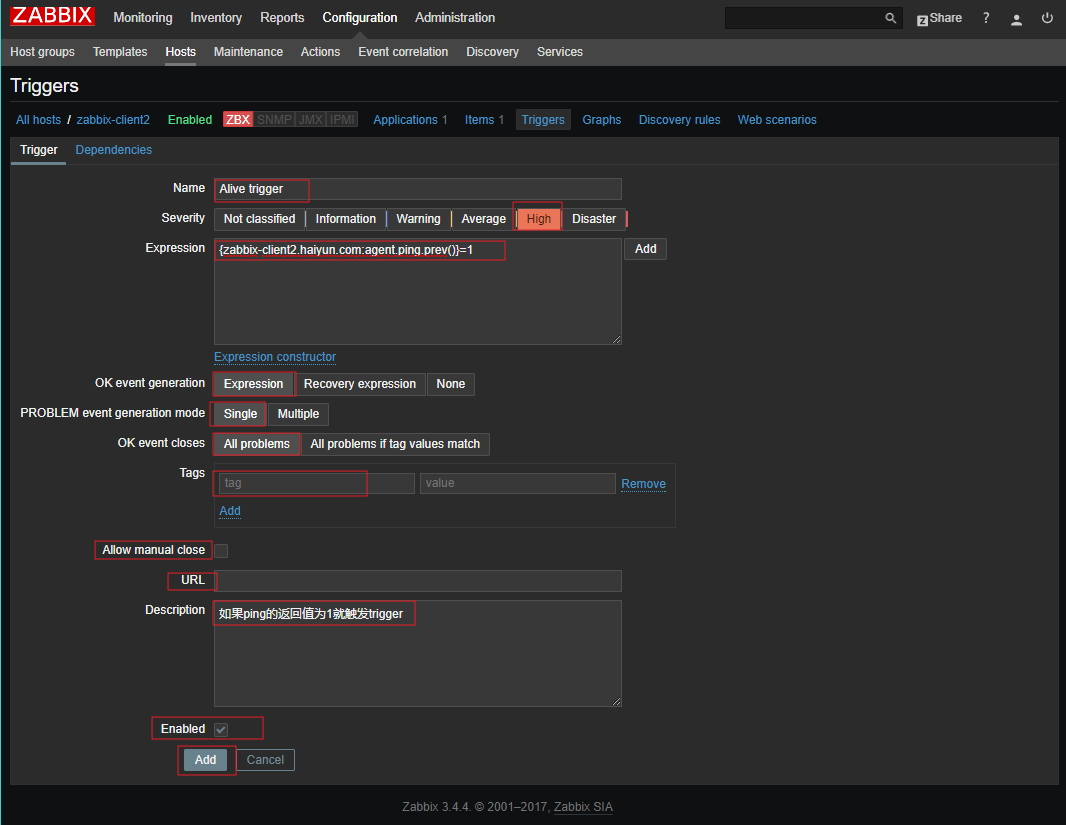 ZABBIX Monitoring Inventory Reports Configuration Administration Z Share ?
Host groups Templates Hosts Maintenance Actions Event correlation Discovery Services
Triggers
All hosts / zabbix-client2 Enabled ZBX SNMP JMX IPMI Applications 1 Items 1 Triggers Graphs Discovery rules Web scenarios
Trigger Dependencies
Name Alive trigger
Severity Not classified Information Warning Average High Disaster
Expression {zabbix-client2.haiyun.com:agent.ping.prev()}=1 Add
Expression constructor
OK event generation Expression Recovery expression None
PROBLEM event generation mode Single Multiple
OK event closes All problems All problems if tag values match
Tags tag value Remove
Add
Allow manual close
URL
Description 如果ping的返回值为1就触发trigger
Enabled
Add Cancel
Zabbix 3.4.4. © 2001–2017, Zabbix SIA